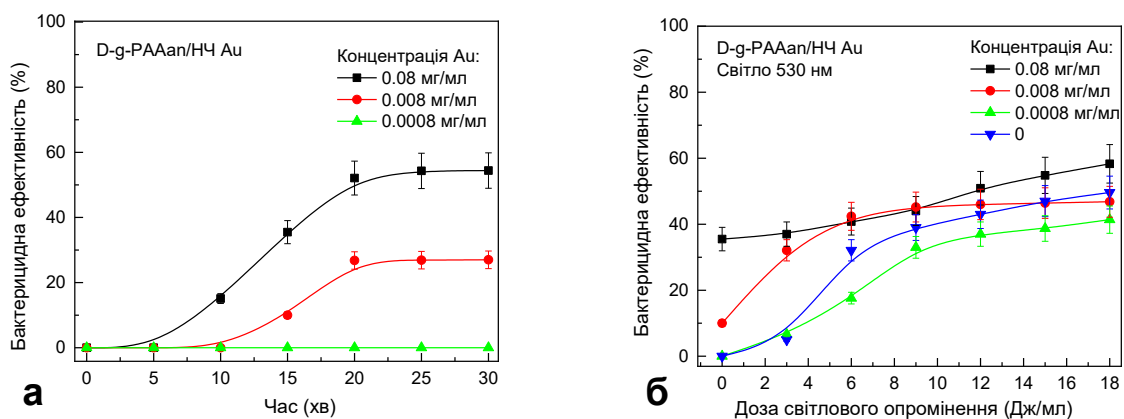 D-g-PAAan/НЧ Au
Концентрація Au:
0.08 мг/мл
0.008 мг/мл
0.0008 мг/мл
Бактерицидна ефективність (%)
100
80
60
40
20
0
0 5 10 15 20 25 30
Час (хв)
а
D-g-PAAan/НЧ Au
Світло 530 нм
Концентрація Au:
0.08 мг/мл
0.008 мг/мл
0.0008 мг/мл
0
Бактерицидна ефективність (%)
100
80
60
40
20
0
0 2 4 6 8 10 12 14 16 18
Доза світлового опромінення (Дж/мл)
б